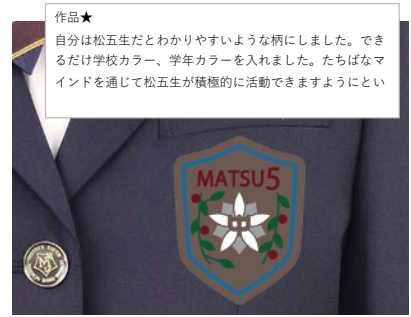 作品★
自分は松五生だとわかりやすいような柄にしました。でき
るだけ学校カラー、学年カラーを入れました。たちばなマ
インドを通じて松五生が積極的に活動できますようにとい
MATSU5